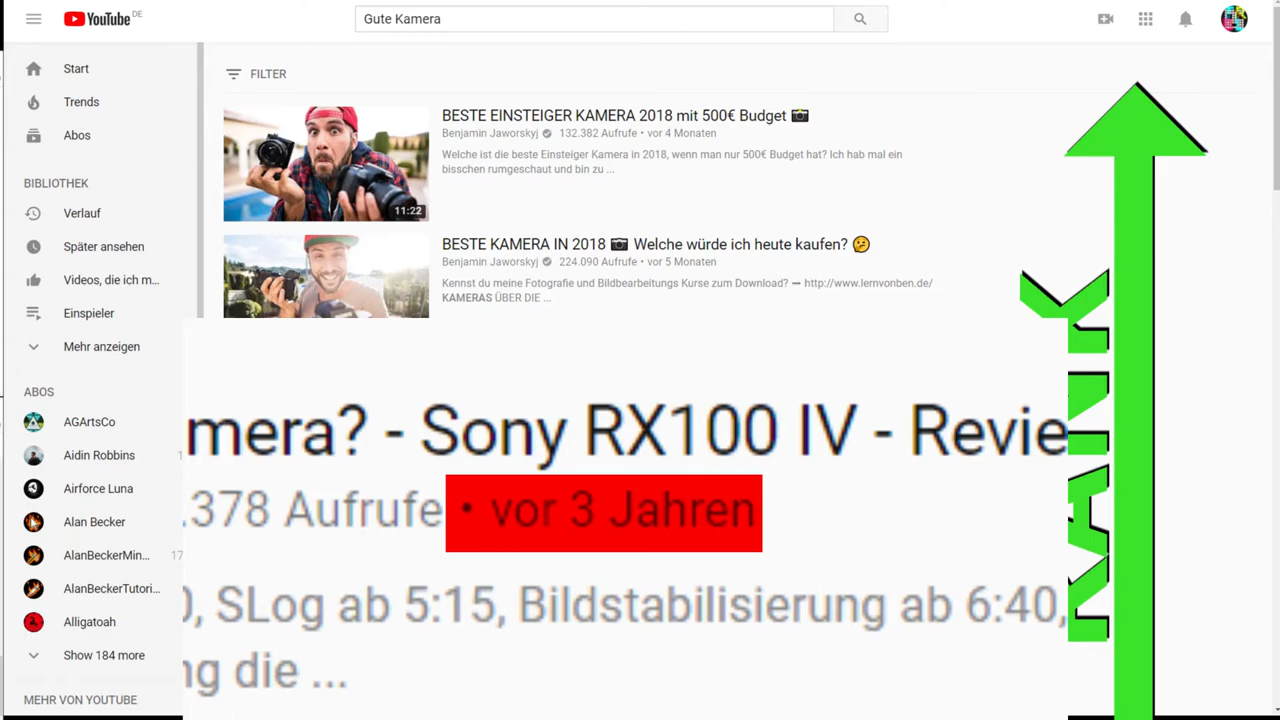 YouTube DE
Gute Kamera
Start
Trends
Abos
BIBLIOTHEK
Verlauf
Später ansehen
Videos, die ich m...
Einspieler
Mehr anzeigen
ABOS
AGArtsCo
Aidin Robbins 1
Airforce Luna
Alan Becker
AlanBeckerMin... 17
AlanBeckerTutori...
Alligatoah
Show 184 more
MEHR VON YOUTUBE
FILTER
BESTE EINSTEIGER KAMERA 2018 mit 500€ Budget 📷
Benjamin Jaworskyj 132.382 Aufrufe • vor 4 Monaten
Welche ist die beste Einsteiger Kamera in 2018, wenn man nur 500€ Budget hat? Ich hab mal ein
bisschen rumgeschaut und bin zu ...
11:22
BESTE KAMERA IN 2018 📷 Welche würde ich heute kaufen? 🤔
Benjamin Jaworskyj 224.090 Aufrufe • vor 5 Monaten
Kennst du meine Fotografie und Bildbearbeitungs Kurse zum Download? ➞ http://www.lernvonben.de/
KAMERAS ÜBER DIE ...
mera? - Sony RX100 IV - Revie
.378 Aufrufe • vor 3 Jahren
0, SLog ab 5:15, Bildstabilisierung ab 6:40,
ng die ...